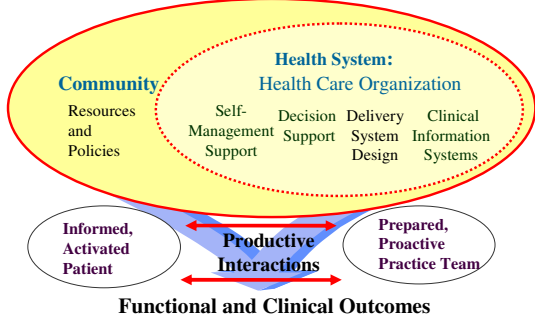 Health System:
Health Care Organization
Community
Resources
and
Policies
Self-
Management
Support
Decision
Support
Delivery
System
Design
Clinical
Information
Systems
Informed,
Activated
Patient
Productive
Interactions
Prepared,
Proactive
Practice Team
Functional and Clinical Outcomes